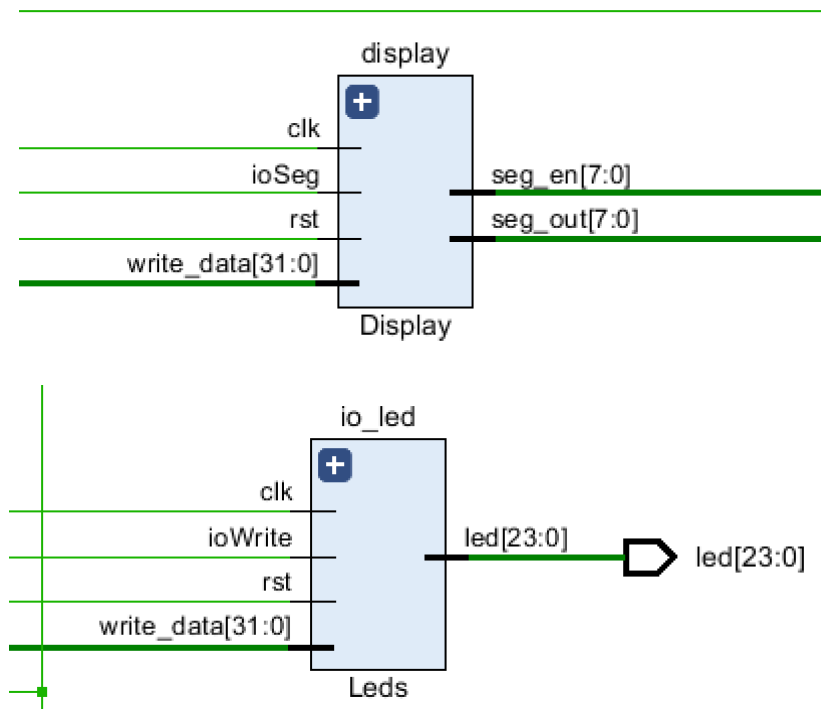 display
clk
ioSeg
rst
write_data[31:0]
seg_en[7:0]
seg_out[7:0]
Display
io_led
clk
ioWrite
rst
write_data[31:0]
led[23:0]
led[23:0]
Leds